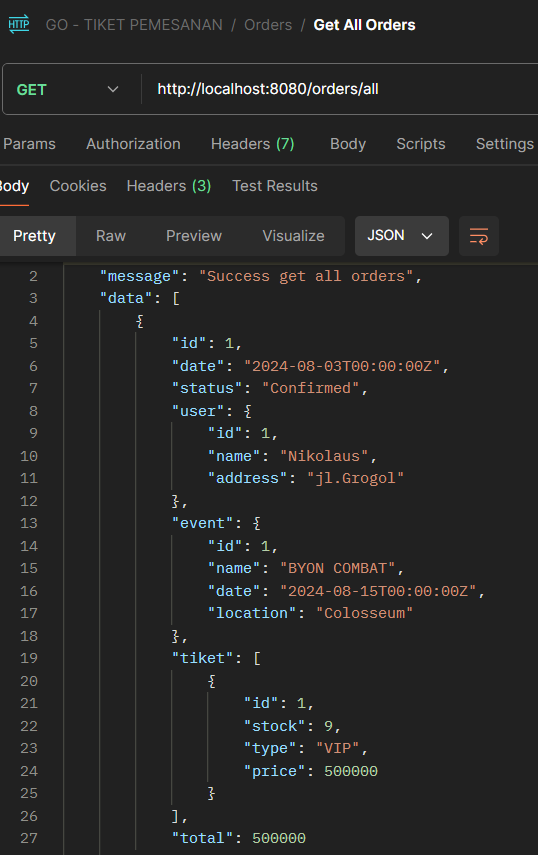 HTTP GO - TIKET PEMESANAN / Orders / Get All Orders
GET http://localhost:8080/orders/all
Params Authorization Headers (7) Body Scripts Settings
Body Cookies Headers (3) Test Results
Pretty Raw Preview Visualize JSON
2 "message": "Success get all orders",
3 "data": [
4 {
5 "id": 1,
6 "date": "2024-08-03T00:00:00Z",
7 "status": "Confirmed",
8 "user": {
9 "id": 1,
10 "name": "Nikolaus",
11 "address": "jl.Grogol"
12 },
13 "event": {
14 "id": 1,
15 "name": "BYON COMBAT",
16 "date": "2024-08-15T00:00:00Z",
17 "location": "Colosseum"
18 },
19 "tiket": [
20 {
21 "id": 1,
22 "stock": 9,
23 "type": "VIP",
24 "price": 500000
25 }
26 ],
27 "total": 500000